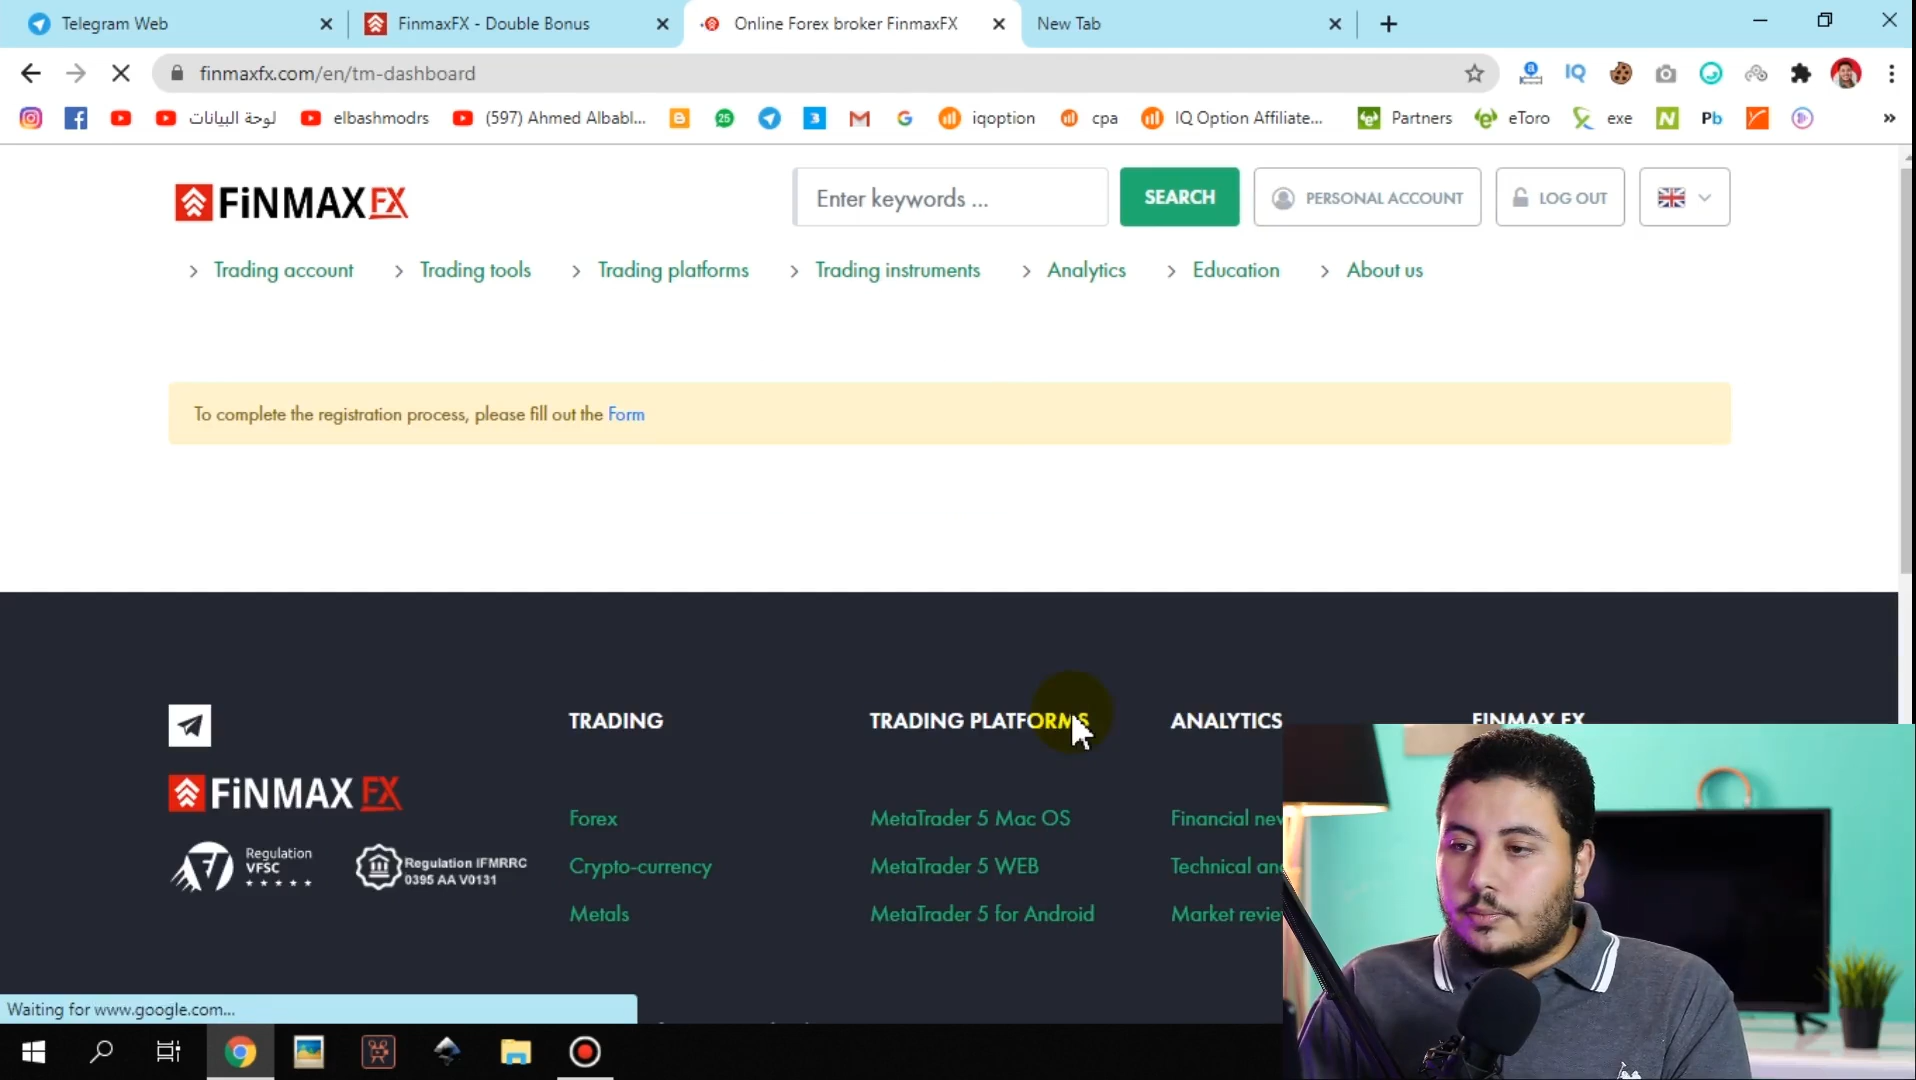 Telegram Web
FinmaxFX - Double Bonus
Online Forex broker FinmaxFX
New Tab
finmaxfx.com/en/tm-dashboard
IQ
لوحة البيانات
elbashmodrs
(597) Ahmed Albabl...
25
iqoption
cpa
IQ Option Affiliate...
Partners
eToro
exe
N
Pb
FiNMAX FX
Enter keywords ...
SEARCH
PERSONAL ACCOUNT
LOG OUT
Trading account
Trading tools
Trading platforms
Trading instruments
Analytics
Education
About us
To complete the registration process, please fill out the Form
TRADING
TRADING PLATFORMS
ANALYTICS
FINMAX FX
FiNMAX FX
Regulation
VFSC
Regulation IFMRRC
0395 AA V0131
Forex
Crypto-currency
Metals
MetaTrader 5 Mac OS
MetaTrader 5 WEB
MetaTrader 5 for Android
Financial
Technical
Market
Waiting for www.google.com...